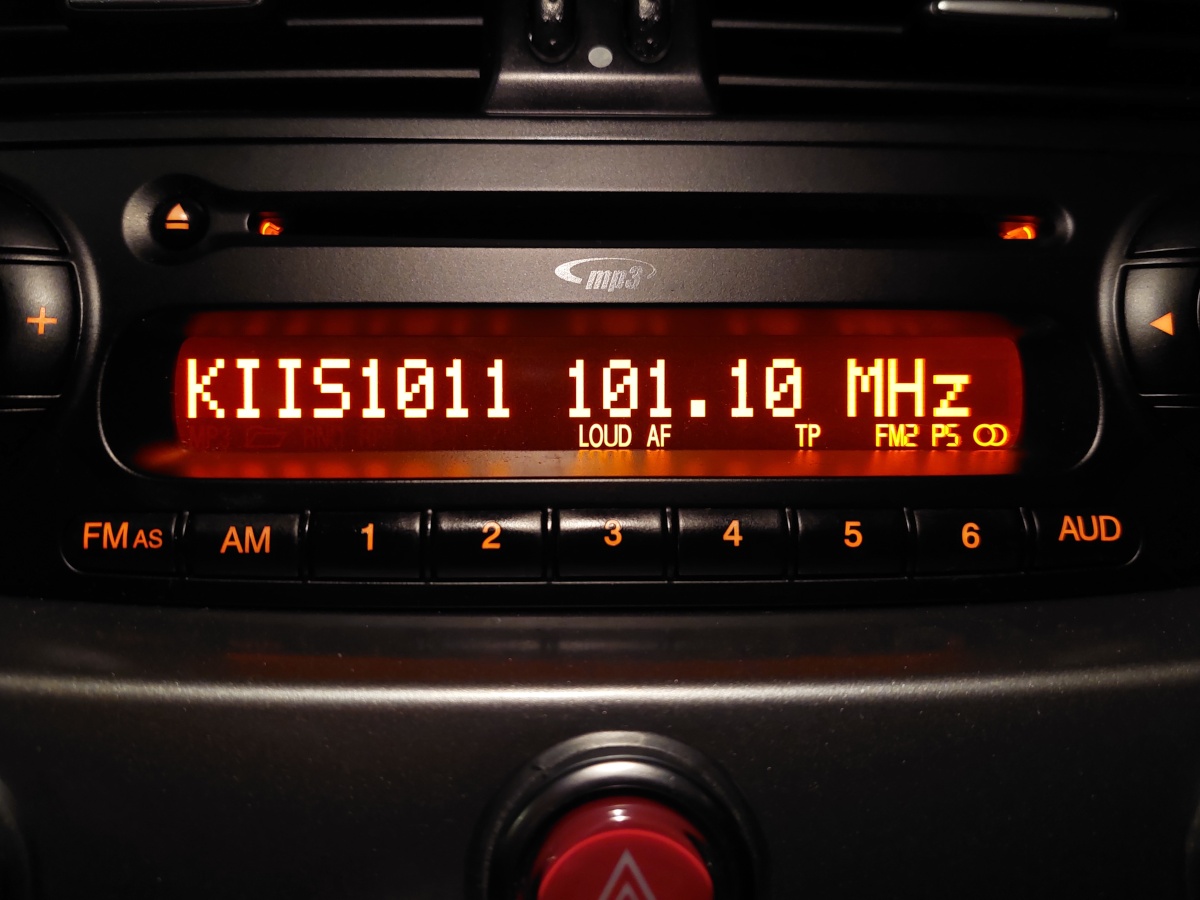 mp3
KIIS1011 101.10 MHz
LOUD AF TP FM2 PS
FM AS AM 1 2 3 4 5 6 AUD